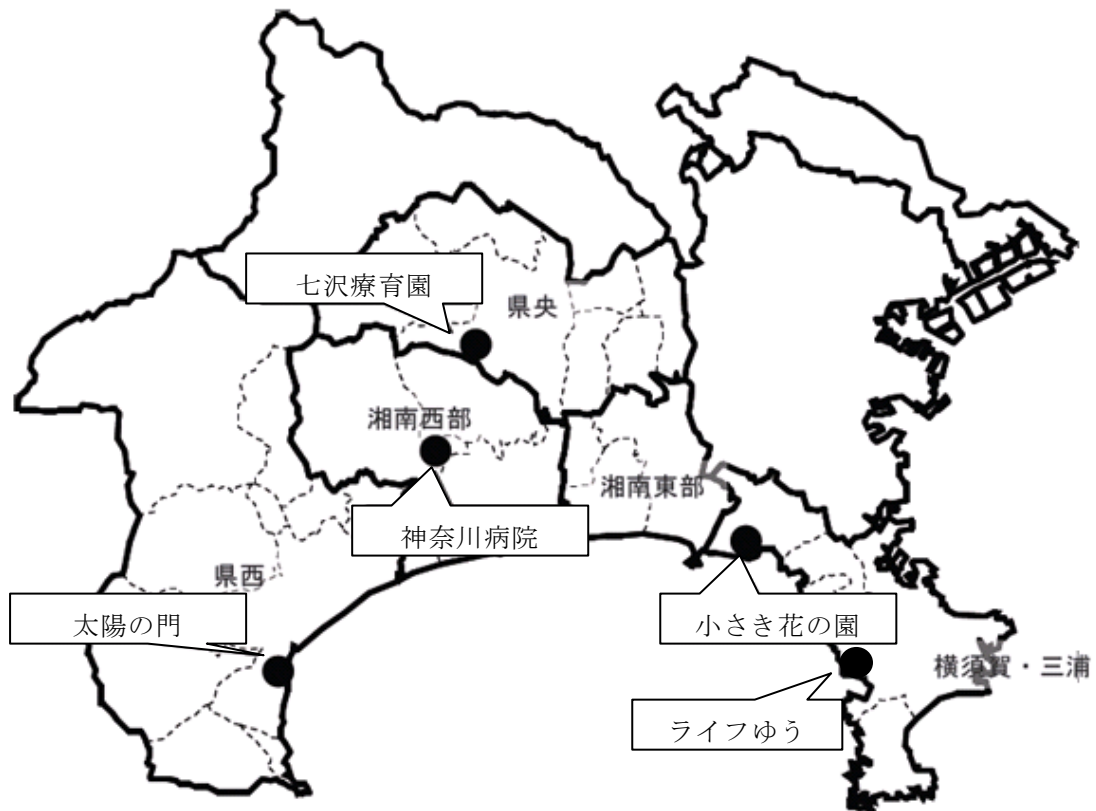 七沢療育園
県央
湘南西部
湘南東部
神奈川病院
県西
太陽の門
小さき花の園
横須賀・三浦
ライフゆう